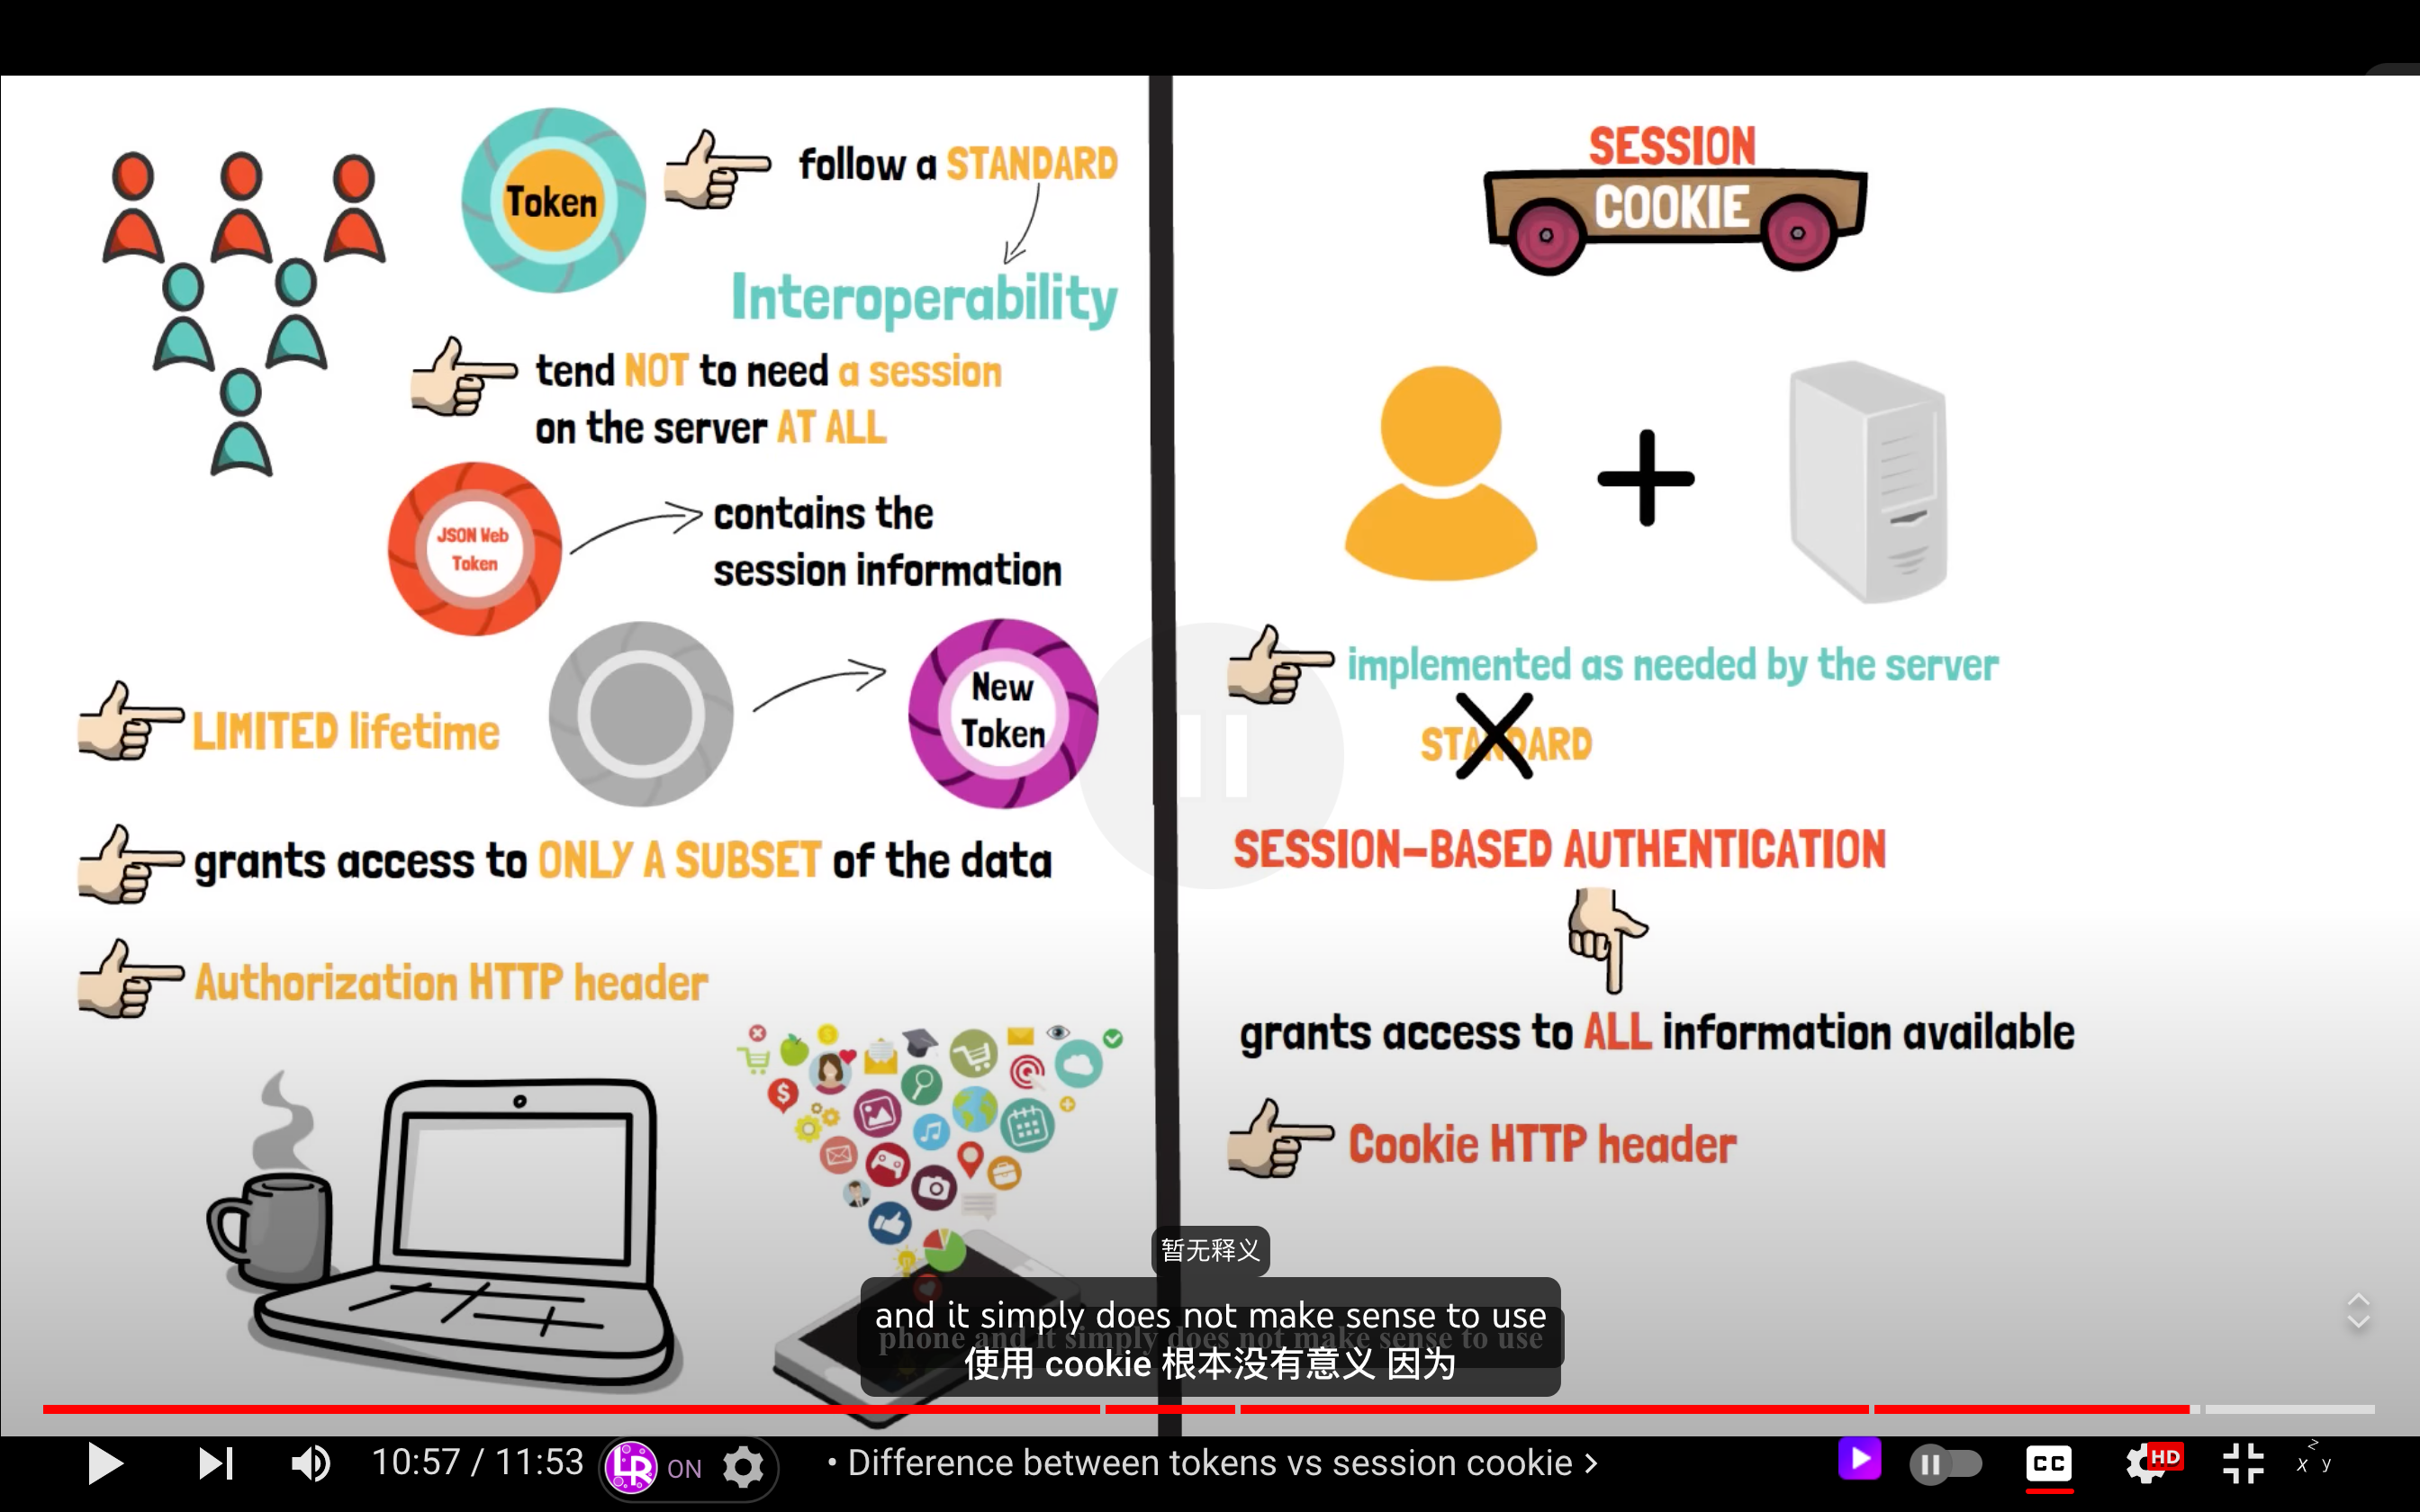 Token
follow a STANDARD
Interoperability
tend NOT to need a session
on the server AT ALL
JSON Web
Token
contains the
session information
LIMITED lifetime
New
Token
grants access to ONLY A SUBSET of the data
Authorization HTTP header
SESSION
COOKIE
implemented as needed by the server
STANDARD
SESSION-BASED AUTHENTICATION
grants access to ALL information available
Cookie HTTP header
暂无释义
and it simply does not make sense to use
phone and it simply does not make sense to use
使用 cookie 根本没有意义 因为
10:57 / 11:53
LR ON
• Difference between tokens vs session cookie >
CC
HD
z
x y